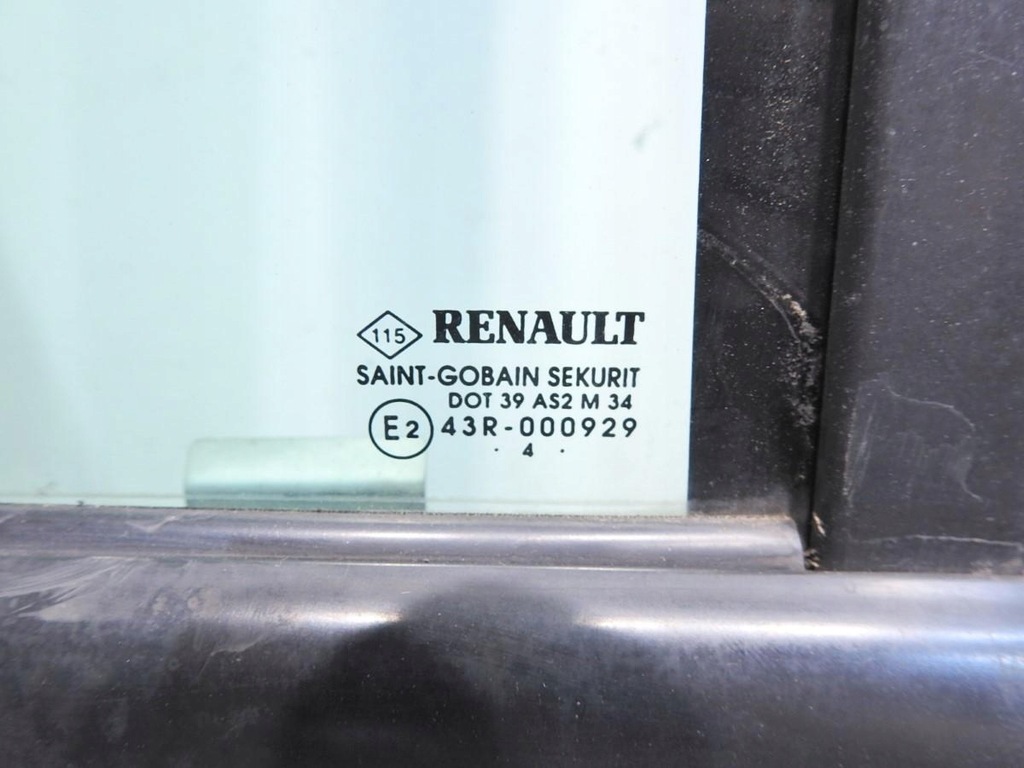 115 RENAULT
SAINT-GOBAIN SEKURIT
DOT 39 AS2 M 34
E2 43R-000929
· 4 ·